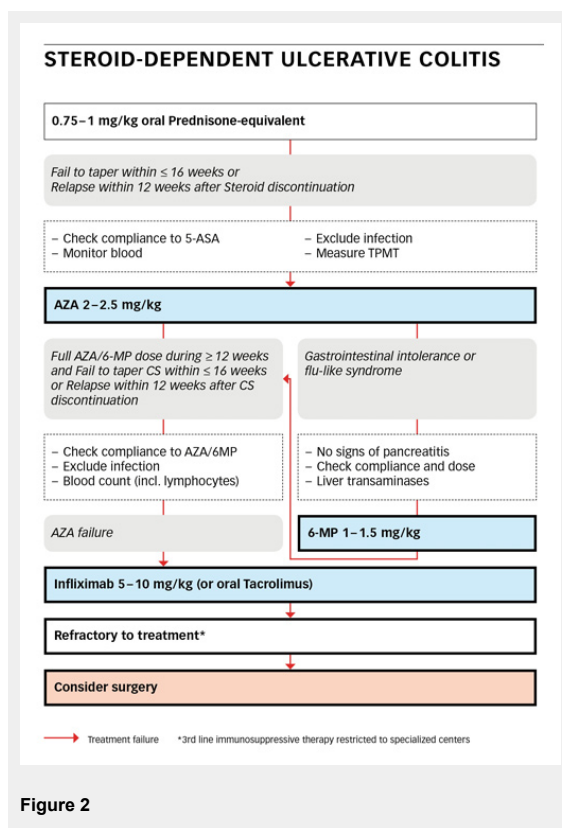 STEROID-DEPENDENT ULCERATIVE COLITIS
0.75–1 mg/kg oral Prednisone-equivalent
Fail to taper within ≤ 16 weeks or
Relapse within 12 weeks after Steroid discontinuation
– Check compliance to 5-ASA
– Monitor blood
– Exclude infection
– Measure TPMT
AZA 2–2.5 mg/kg
Full AZA/6-MP dose during ≥ 12 weeks
and Fail to taper CS within ≤ 16 weeks
or Relapse within 12 weeks after CS
discontinuation
– Check compliance to AZA/6MP
– Exclude infection
– Blood count (incl. lymphocytes)
AZA failure
Gastrointestinal intolerance or
flu-like syndrome
– No signs of pancreatitis
– Check compliance and dose
– Liver transaminases
6-MP 1–1.5 mg/kg
Infliximab 5–10 mg/kg (or oral Tacrolimus)
Refractory to treatment*
Consider surgery
Treatment failure
*3rd line immunosuppressive therapy restricted to specialized centers
Figure 2